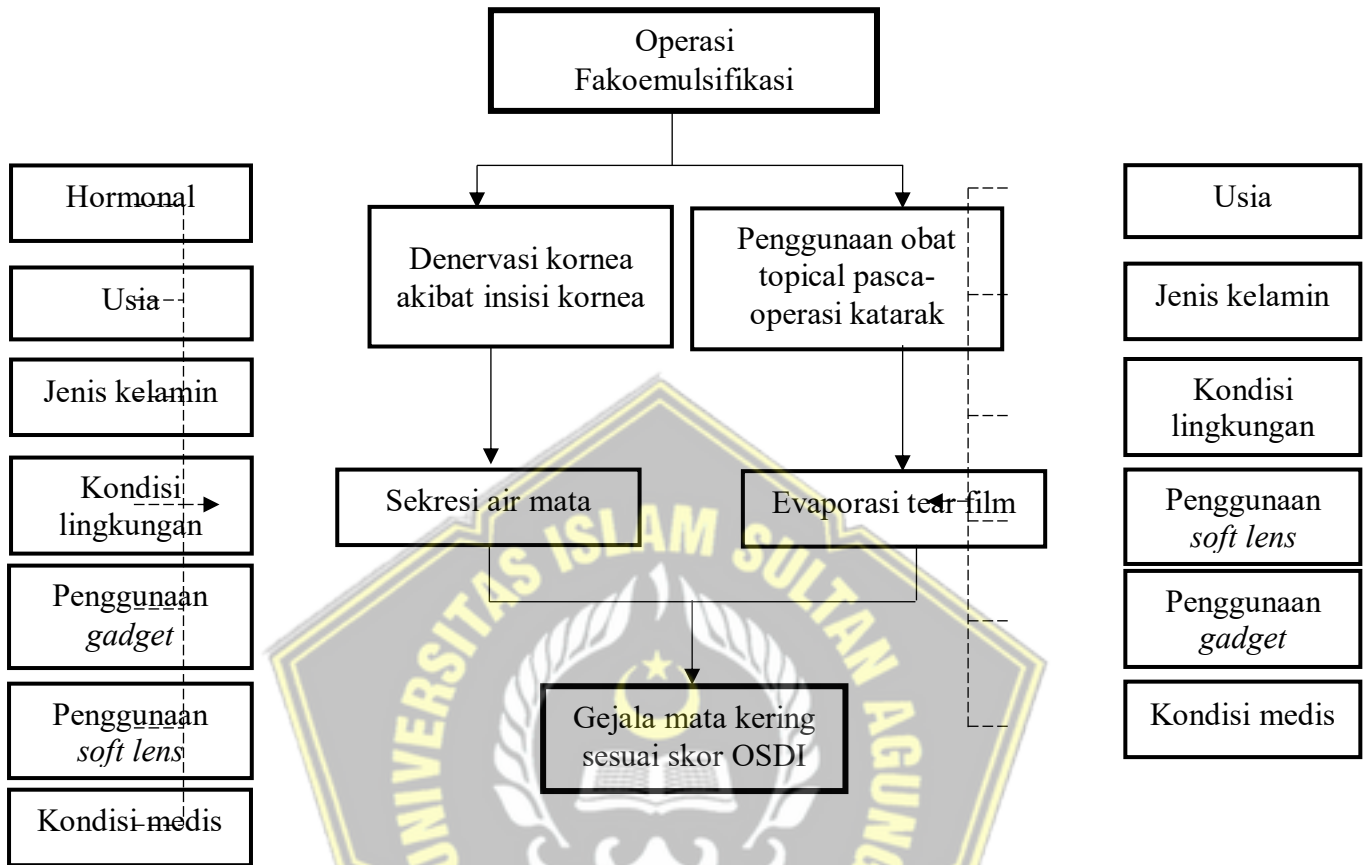 Operasi
Fakoemulsifikasi
Hormonal
Usia
Jenis kelamin
Kondisi
lingkungan
Penggunaan
gadget
Penggunaan
soft lens
Kondisi medis
Denervasi kornea
akibat insisi kornea
Penggunaan obat
topical pasca-
operasi katarak
Sekresi air mata
Evaporasi tear film
Gejala mata kering
sesuai skor OSDI
Usia
Jenis kelamin
Kondisi
lingkungan
Penggunaan
soft lens
Penggunaan
gadget
Kondisi medis
UNIVERSITAS ISLAM SULTAN AGUNG